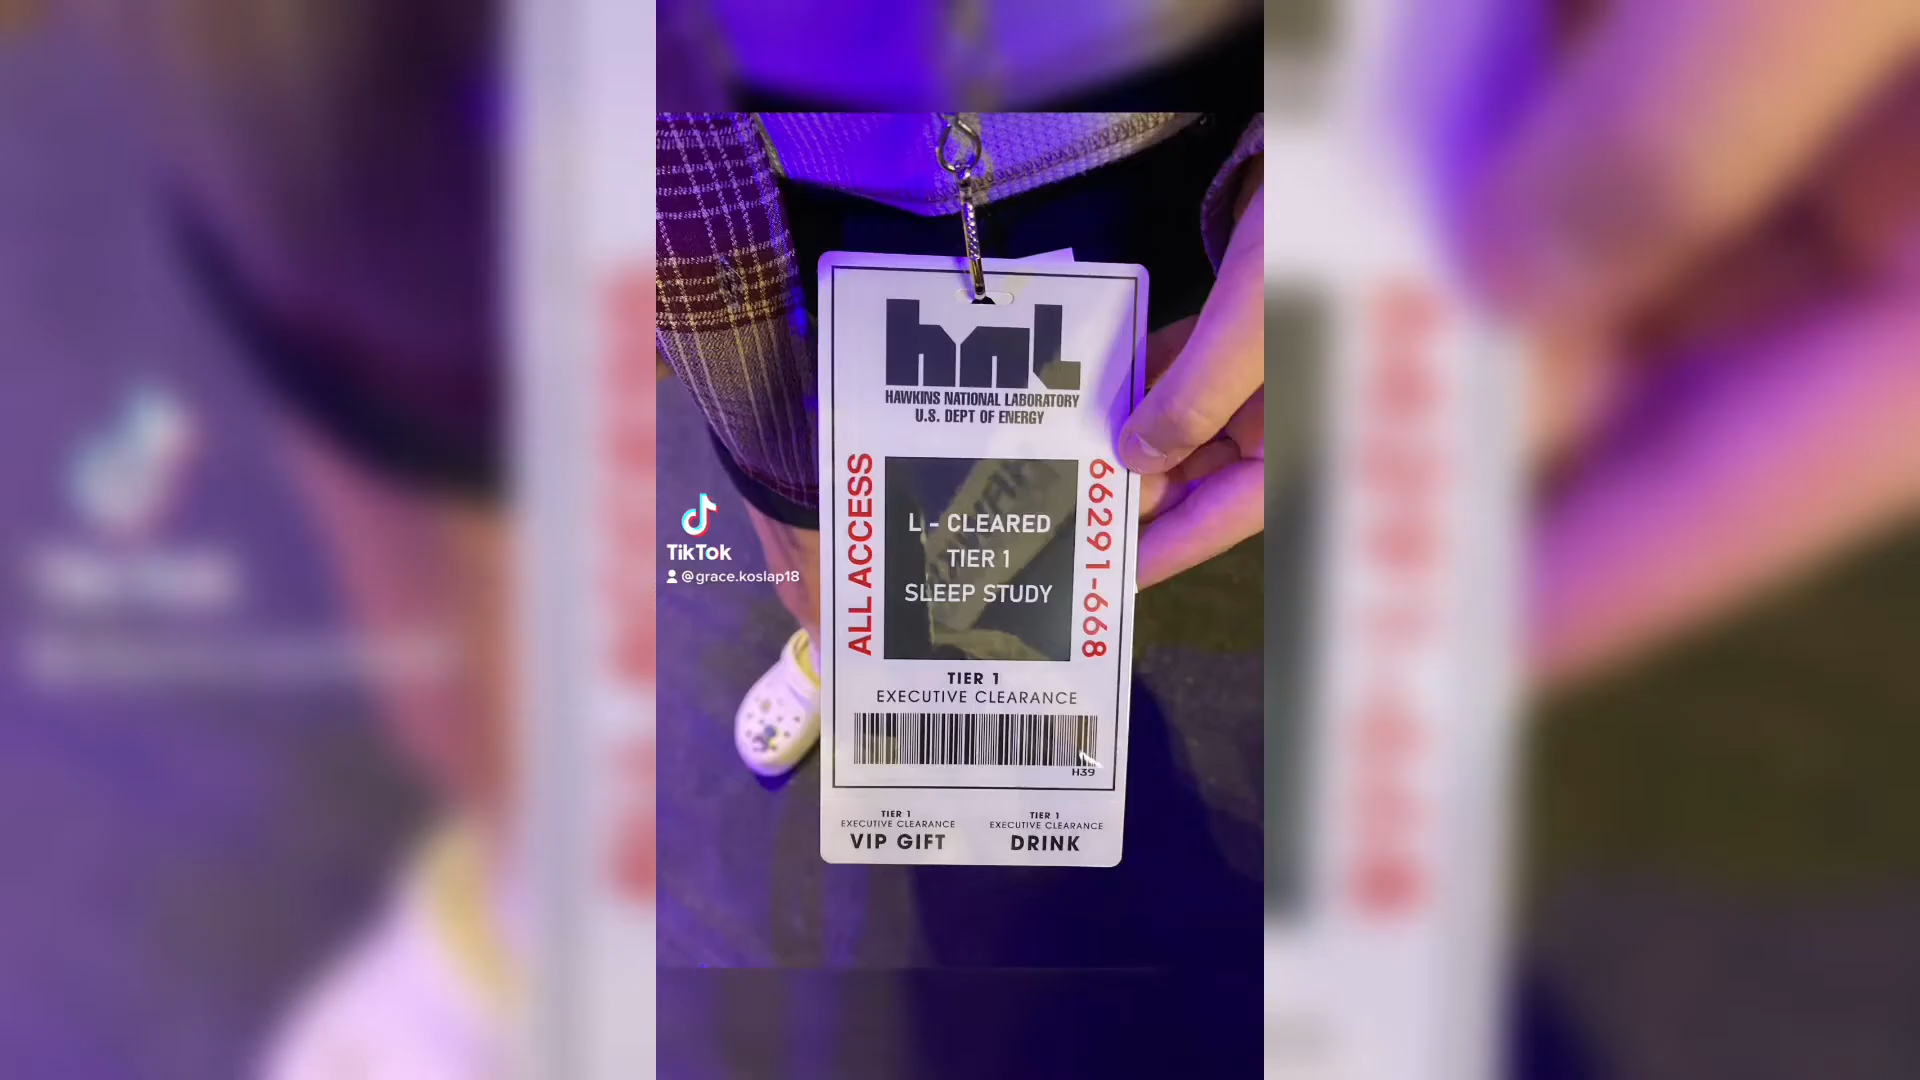 hnl
HAWKINS NATIONAL LABORATORY
U.S. DEPT OF ENERGY
ALL ACCESS
L - CLEARED
TIER 1
SLEEP STUDY
66291-668
TIER 1
EXECUTIVE CLEARANCE
H39
TIER 1
EXECUTIVE CLEARANCE
VIP GIFT
TIER 1
EXECUTIVE CLEARANCE
DRINK
TikTok
@grace.koslap18